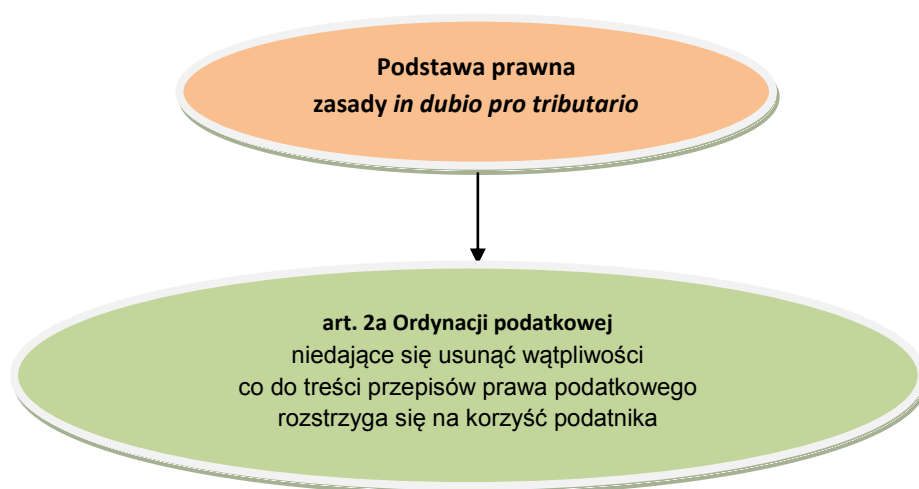 Podstawa prawna
zasady in dubio pro tributario
art. 2a Ordynacji podatkowej
niedające się usunąć wątpliwości
co do treści przepisów prawa podatkowego
rozstrzyga się na korzyść podatnika